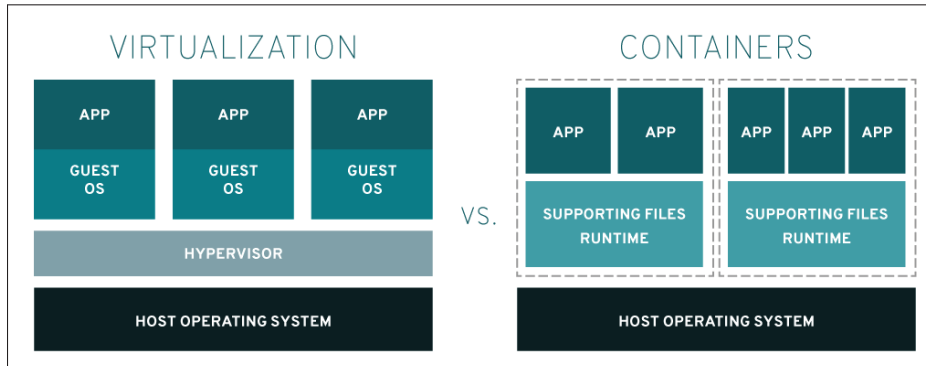 VIRTUALIZATION
APP
APP
APP
GUEST
OS
GUEST
OS
GUEST
OS
HYPERVISOR
HOST OPERATING SYSTEM
VS.
CONTAINERS
APP
APP
APP
APP
APP
SUPPORTING FILES
RUNTIME
SUPPORTING FILES
RUNTIME
HOST OPERATING SYSTEM